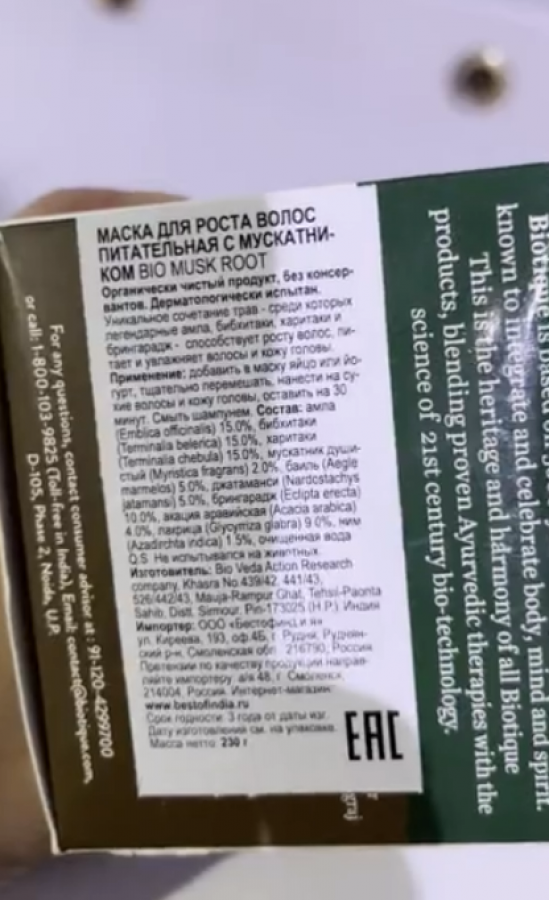 МАСКА ДЛЯ РОСТА ВОЛОС
ПИТАТЕЛЬНАЯ С МУСКАТНИ-
КОМ BIO MUSK ROOT
Органически чистый продукт, без консер-
вантов. Дерматологически испытан.
Уникальное сочетание трав - среди которых
легендарные амла, бибхитаки, харитаки и
брингарадж - способствует росту волос, пи-
тает и увлажняет волосы и кожу головы.
Применение: добавить в маску яйцо или йо-
гурт, тщательно перемешать, нанести на су-
хие волосы и кожу головы, оставить на 30
минут. Смыть шампунем. Состав: амла
(Emblica officinalis) 15.0%, бибхитаки
(Terminalia belerica) 15.0%, харитаки
(Terminalia chebula) 15.0%, мускатник души-
стый (Myristica fragrans) 2.0%, баиль (Aegle
marmelos) 5.0%, джатаманси (Nardostachys
jatamansi) 5.0%, брингарадж (Eclipta erecta)
10.0%, акация аравийская (Acacia arabica)
4.0%, лакрица (Glycyrrriza glabra) 9.0%, ним
(Azadirchta indica) 1.5%, очищенная вода
Q.S. Не испытывался на животных.
Изготовитель: Bio Veda Action Research
company, Khasra No.439/42, 441/43,
526/442/43, Mauja-Rampur Ghat, Tehsil-Paonta
Sahib, Distt. Sirmour, Pin-173025 (H.P.), Индия
Импортер: ООО
ул. Киреева, 193, оф.46, г. Рудня, Руднян-
ский р-н, Смоленская обл., 216790, Россия.
Претензии по качеству продукции направ-
ляйте импортеру: а/я 48, г. Смоленск,
214004, Россия. Интернет-магазин:
www.bestofindia.ru
Срок годности: 3 года от даты изг.
Дату изготовления см. на упаковке.
Масса нетто: 230 г
EAC
For any questions, contact consumer advisor at : 91-120-4299700
or call: 1-800-103-9825 (Toll-free in India), Email: contact@biotique.com,
D-105, Phase 2, Noida, U.P.
Biotique is based
known to integrate and celebrate body, mind and spirit.
This is the heritage and harmony of all Biotique
products, blending proven Ayurvedic therapies with the
science of 21st century bio-technology.